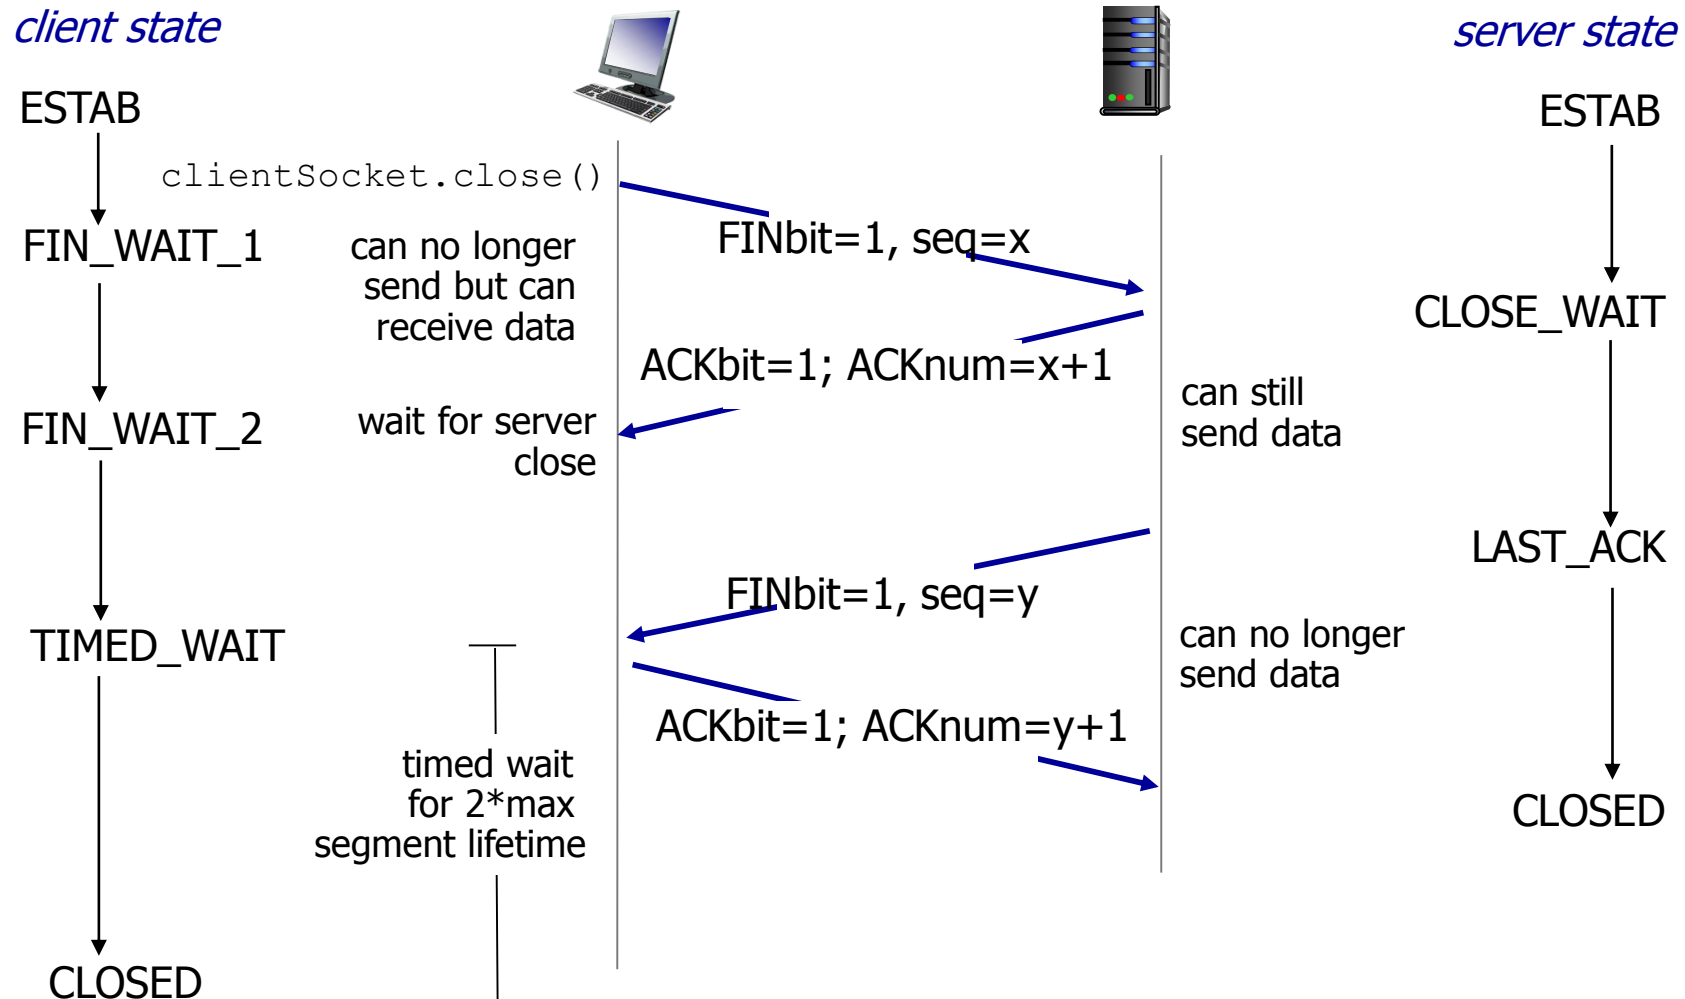 client state
server state
ESTAB
ESTAB
clientSocket.close()
FIN_WAIT_1
can no longer
send but can
receive data
FINbit=1, seq=x
CLOSE_WAIT
ACKbit=1; ACKnum=x+1
can still
send data
FIN_WAIT_2
wait for server
close
LAST_ACK
FINbit=1, seq=y
TIMED_WAIT
can no longer
send data
ACKbit=1; ACKnum=y+1
timed wait
for 2*max
segment lifetime
CLOSED
CLOSED